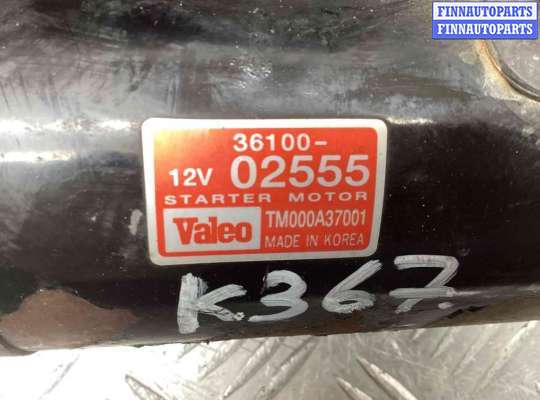 FINNAUTOPARTS
FINNAUTOPARTS
36100-
12V 02555
STARTER MOTOR
Valeo TM000A37001
MADE IN KOREA
K367.